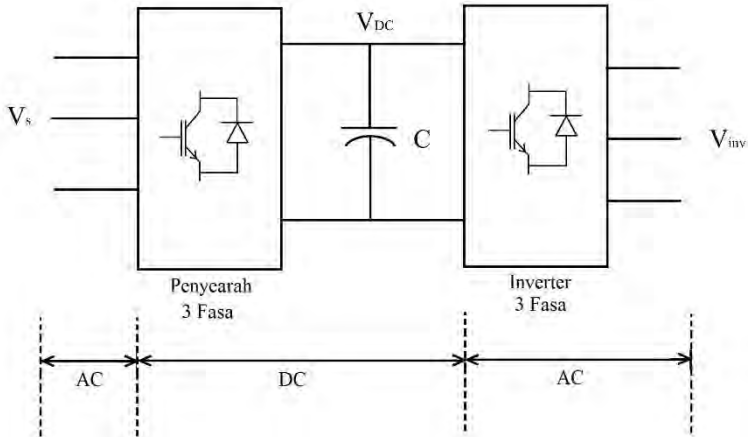 V_DC
V_s
C
V_inv
Penyearah
3 Fasa
Inverter
3 Fasa
AC
DC
AC